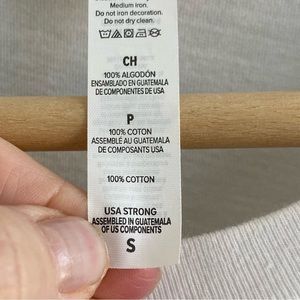 Medium iron.
Do not iron decoration.
Do not dry clean.
CH
100% ALGODÓN
ENSAMBLADO EN GUATEMALA
DE COMPONENTES DE USA
P
100% COTON
ASSEMBLÉ AU GUATEMALA
DE COMPOSANTS USA
100% COTTON
USA STRONG
ASSEMBLED IN GUATEMALA
OF US COMPONENTS
S